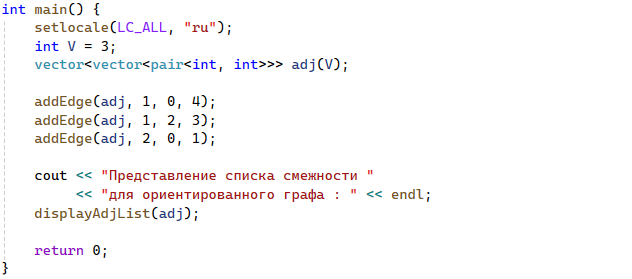 int main() {
    setlocale(LC_ALL, "ru");
    int V = 3;
    vector<vector<pair<int, int>>> adj(V);

    addEdge(adj, 1, 0, 4);
    addEdge(adj, 1, 2, 3);
    addEdge(adj, 2, 0, 1);

    cout << "Представление списка смежности "
         << "для ориентированного графа : " << endl;
    displayAdjList(adj);

    return 0;
}